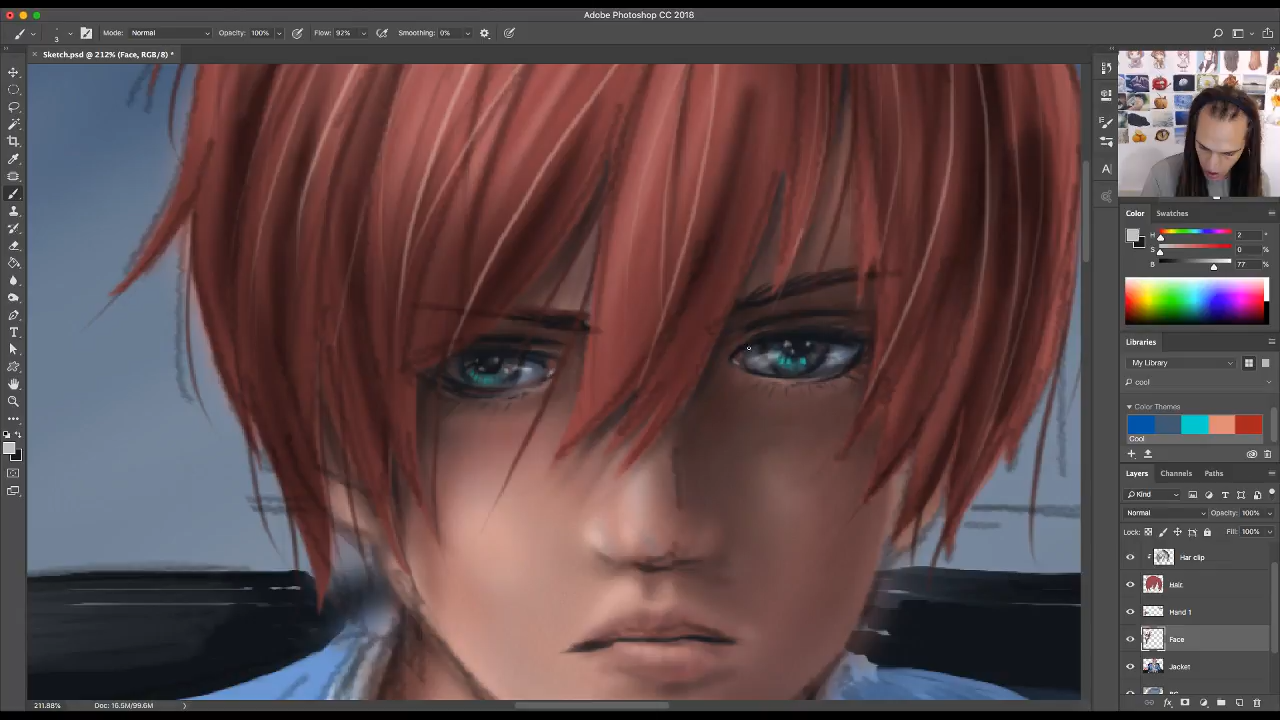 Adobe Photoshop CC 2018
3 Mode: Normal Opacity: 100% Flow: 92% Smoothing: 0%
× Sketch.psd @ 212% (Face, RGB/8) *
Color Swatches
H 2 °
S 0 %
B 77 %
Libraries
My Library
cool
Color Themes
Cool
Layers Channels Paths
Kind
Normal Opacity: 100%
Lock: Fill: 100%
Har clip
Hair
Hand 1
Face
Jacket
211.88% Doc: 16.5M/99.6M